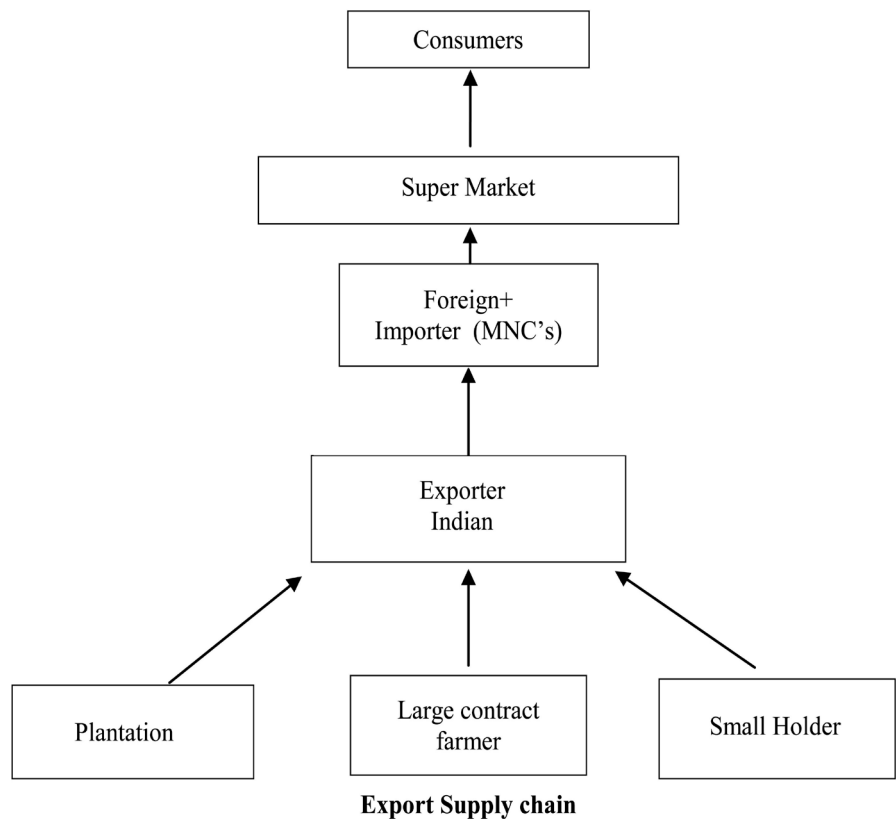 Consumers
Super Market
Foreign+
Importer (MNC’s)
Exporter
Indian
Plantation
Large contract
farmer
Small Holder
Export Supply chain